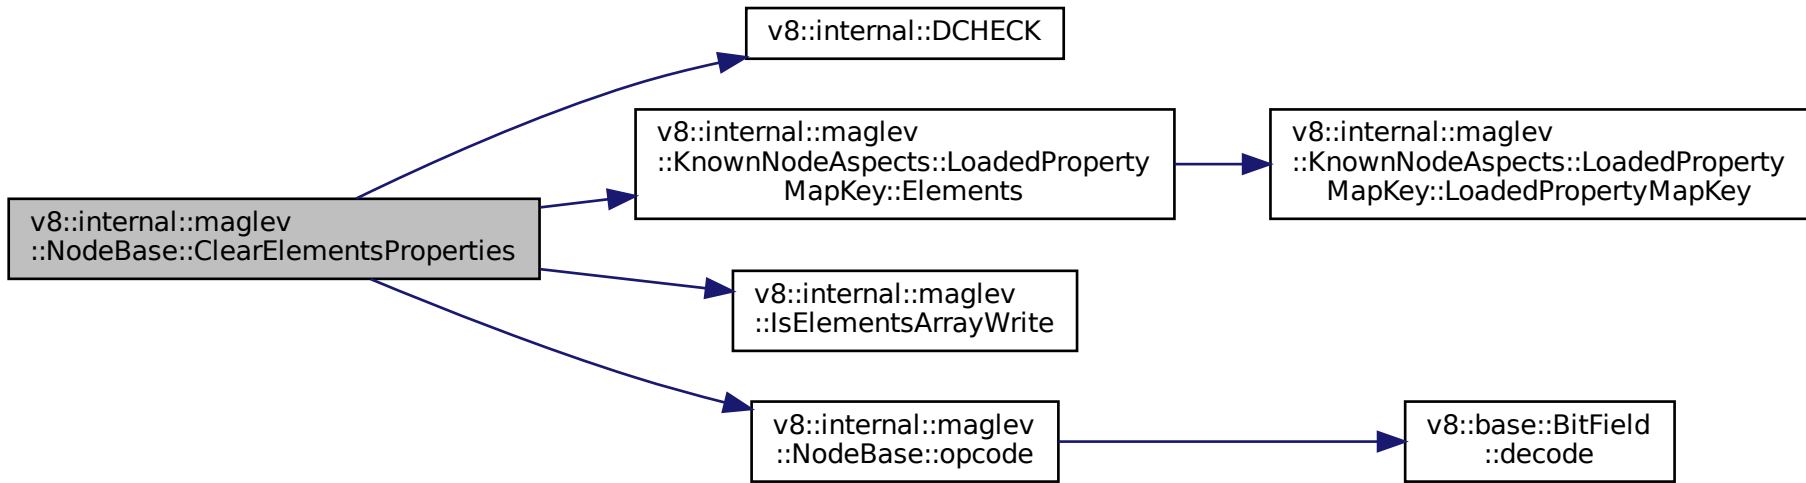 v8::internal::maglev
::NodeBase::ClearElementsProperties
v8::internal::DCHECK
v8::internal::maglev
::KnownNodeAspects::LoadedProperty
MapKey::Elements
v8::internal::maglev
::KnownNodeAspects::LoadedProperty
MapKey::LoadedPropertyMapKey
v8::internal::maglev
::IsElementsArrayWrite
v8::internal::maglev
::NodeBase::opcode
v8::base::BitField
::decode